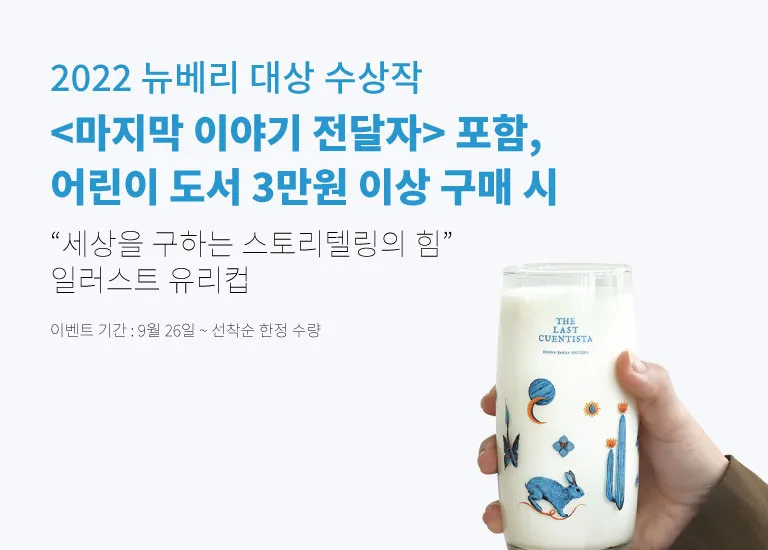 2022 뉴베리 대상 수상작
<마지막 이야기 전달자> 포함,
어린이 도서 3만원 이상 구매 시
“세상을 구하는 스토리텔링의 힘”
일러스트 유리컵
이벤트 기간 : 9월 26일 ~ 선착순 한정 수량
THE
LAST
CUENTISTA
DONNA BARBA HIGUERA